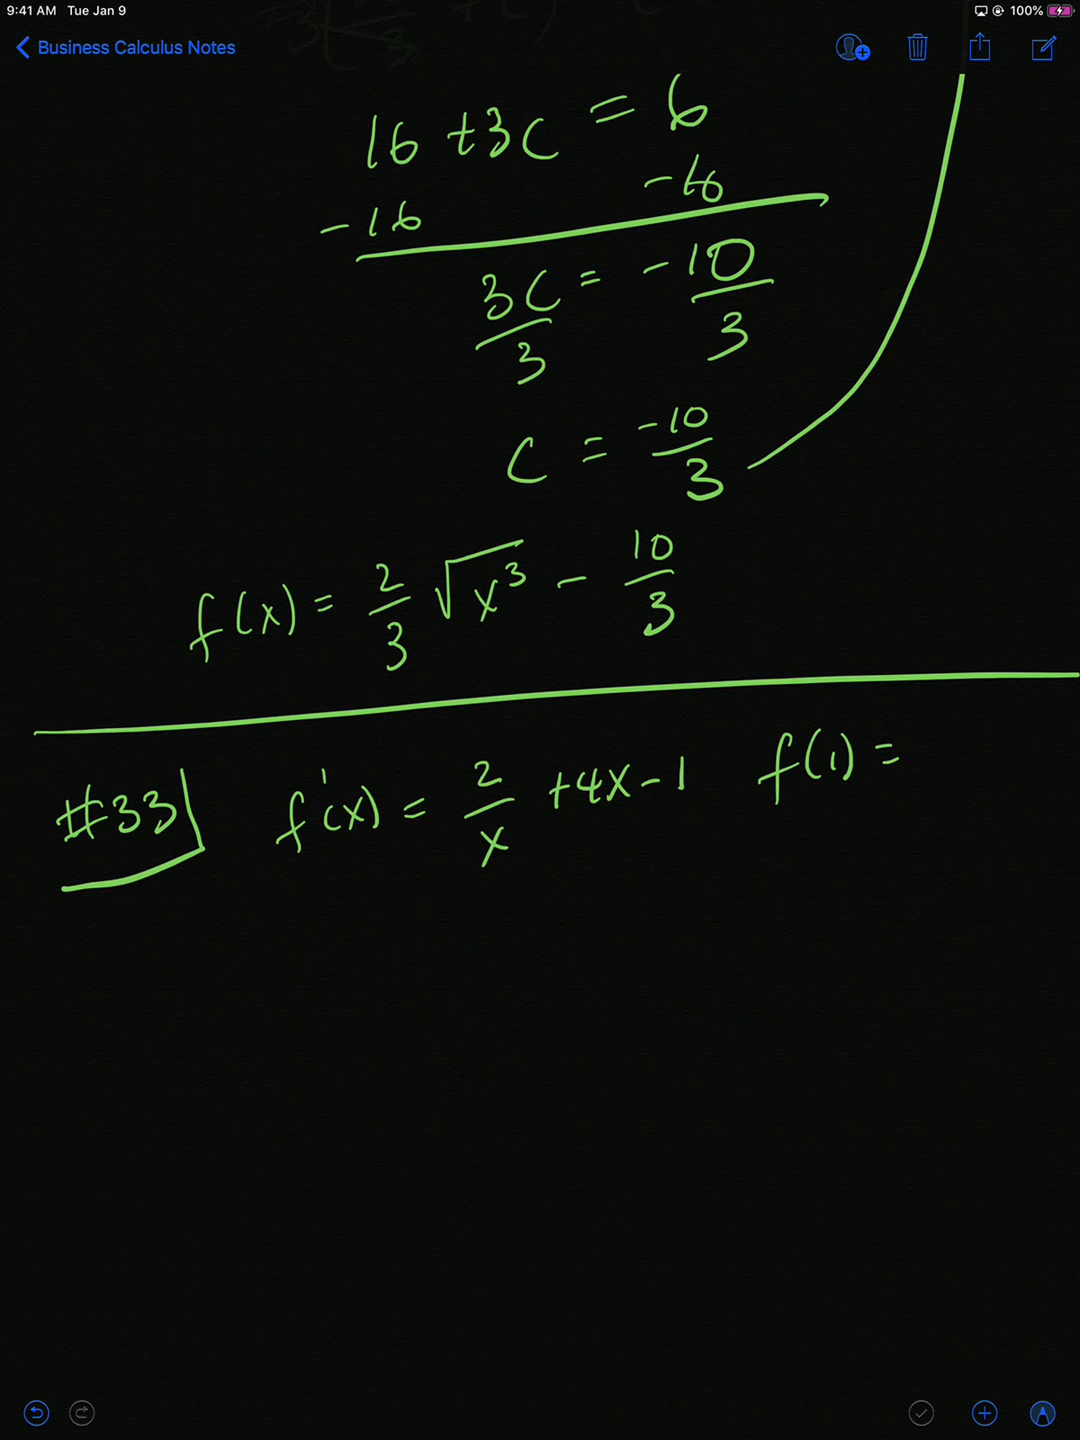 9:41 AM Tue Jan 9 100%
Business Calculus Notes
16 + 3C = 6
-16 -16
3C/3 = -10/3
C = -10/3
f(x) = 2/3 √x³ - 10/3
#33 f'(x) = 2/x + 4x - 1 f(1) =